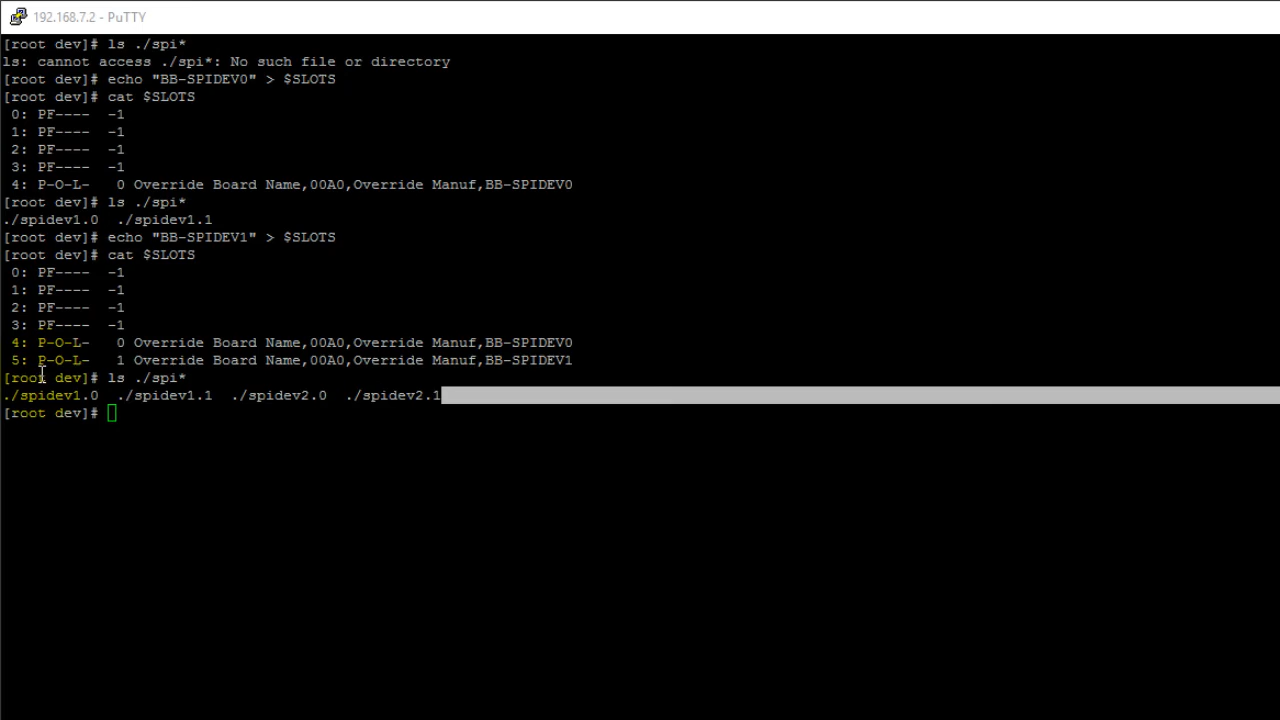 192.168.7.2 - PuTTY
[root dev]# ls ./spi*
ls: cannot access ./spi*: No such file or directory
[root dev]# echo "BB-SPIDEV0" > $SLOTS
[root dev]# cat $SLOTS
 0: PF----  -1
 1: PF----  -1
 2: PF----  -1
 3: PF----  -1
 4: P-O-L-   0 Override Board Name,00A0,Override Manuf,BB-SPIDEV0
[root dev]# ls ./spi*
./spidev1.0  ./spidev1.1
[root dev]# echo "BB-SPIDEV1" > $SLOTS
[root dev]# cat $SLOTS
 0: PF----  -1
 1: PF----  -1
 2: PF----  -1
 3: PF----  -1
 4: P-O-L-   0 Override Board Name,00A0,Override Manuf,BB-SPIDEV0
 5: P-O-L-   1 Override Board Name,00A0,Override Manuf,BB-SPIDEV1
[root dev]# ls ./spi*
./spidev1.0  ./spidev1.1  ./spidev2.0  ./spidev2.1
[root dev]#